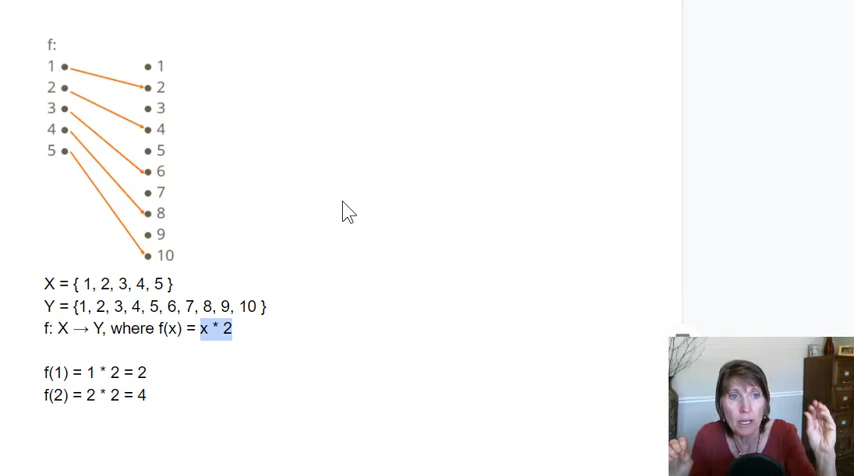 f:
1 1
2 2
3 3
4 4
5 5
6
7
8
9
10
X = { 1, 2, 3, 4, 5 }
Y = {1, 2, 3, 4, 5, 6, 7, 8, 9, 10 }
f: X → Y, where f(x) = x * 2
f(1) = 1 * 2 = 2
f(2) = 2 * 2 = 4